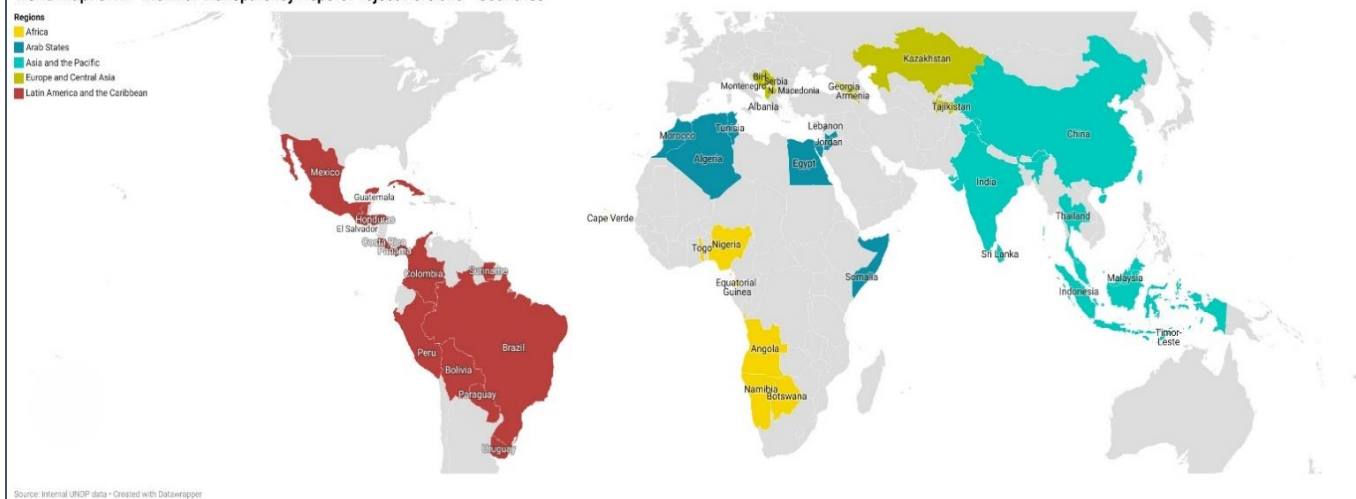 Regions
Africa
Arab States
Asia and the Pacific
Europe and Central Asia
Latin America and the Caribbean
Kazakhstan
BiH
Serbia
Montenegro
N. Macedonia
Georgia
Armenia
Albania
Tajikistan
Lebanon
Tunisia
Morocco
Jordan
China
Algeria
Egypt
Mexico
India
Guatemala
Honduras
Cape Verde
Thailand
El Salvador
Costa Rica
Panama
Togo
Nigeria
Sri Lanka
Colombia
Suriname
Somalia
Malaysia
Equatorial
Guinea
Indonesia
Timor-
Leste
Angola
Peru
Brazil
Bolivia
Namibia
Botswana
Paraguay
Uruguay
Source: Internal UNDP data • Created with Datawrapper